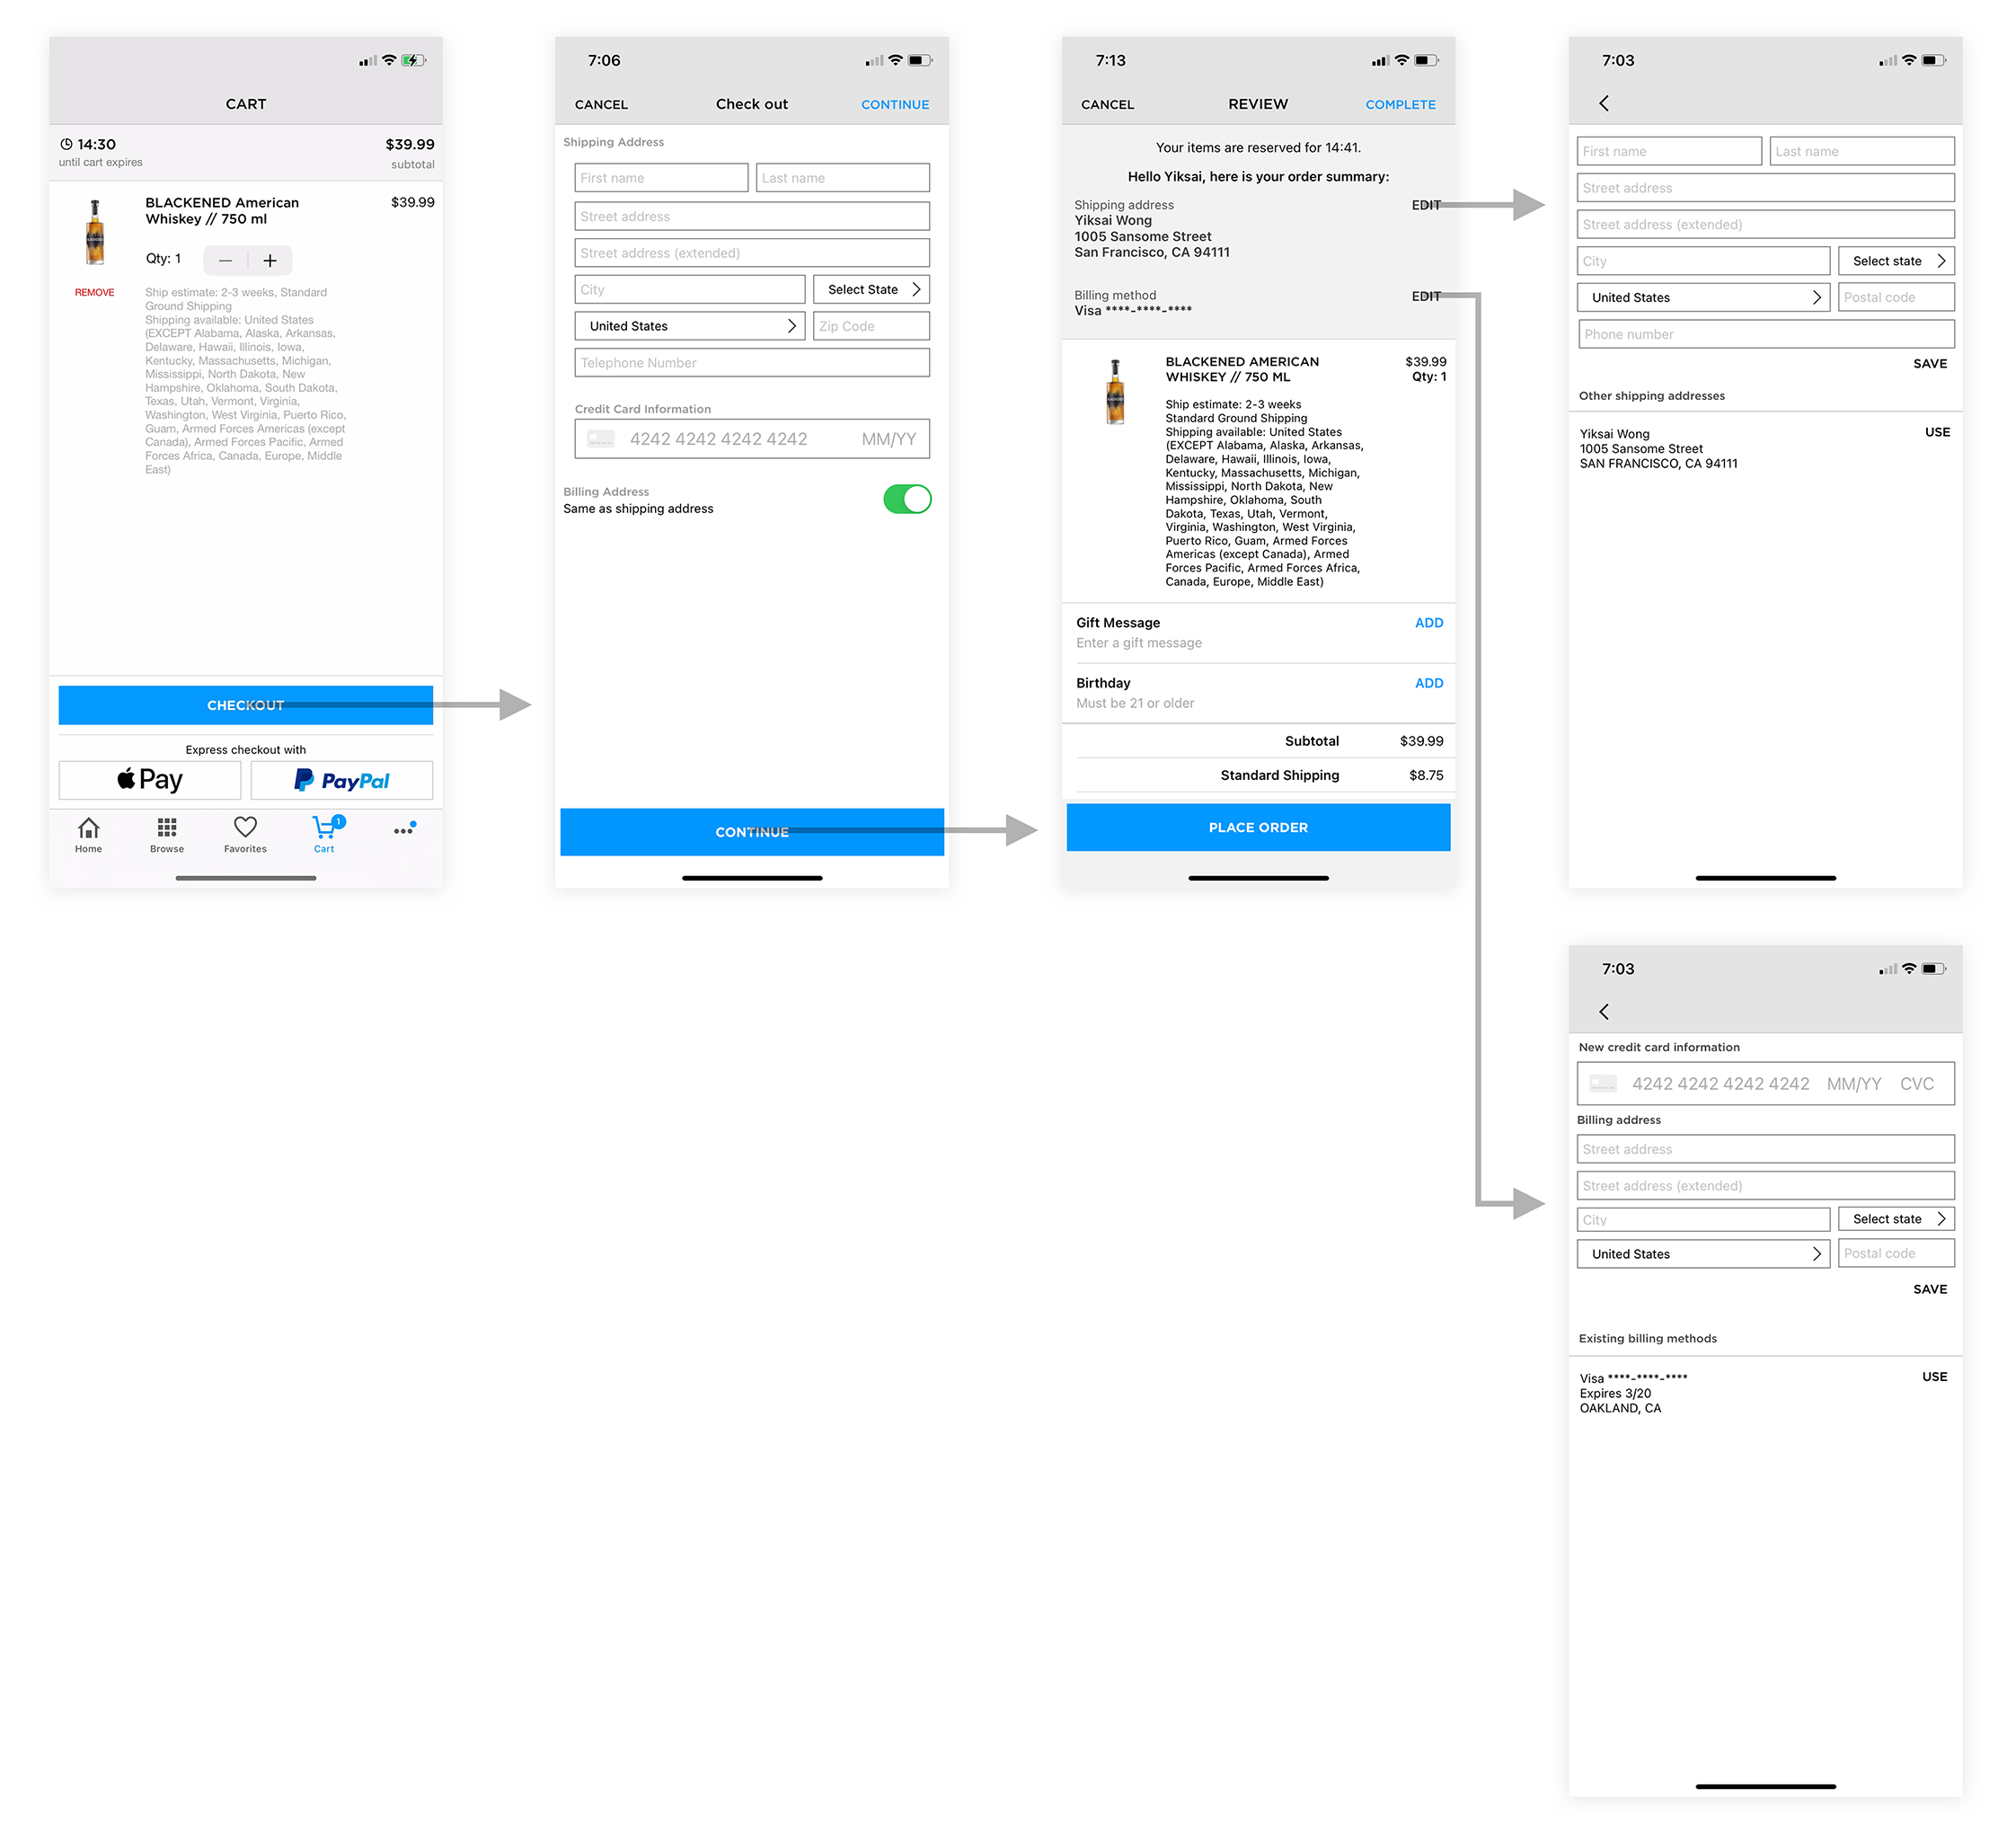 CART
14:30
until cart expires
$39.99
subtotal
BLACKENED American
Whiskey // 750 ml
$39.99
Qty: 1
REMOVE
Ship estimate: 2-3 weeks, Standard
Ground Shipping
Shipping available: United States
(EXCEPT Alabama, Alaska, Arkansas,
Delaware, Hawaii, Illinois, Iowa,
Kentucky, Massachusetts, Michigan,
Mississippi, North Dakota, New
Hampshire, Oklahoma, South Dakota,
Texas, Utah, Vermont, Virginia,
Washington, West Virginia, Puerto Rico,
Guam, Armed Forces Americas (except
Canada), Armed Forces Pacific, Armed
Forces Africa, Canada, Europe, Middle
East)
CHECKOUT
Express checkout with
Pay
PayPal
Home
Browse
Favorites
1
Cart
7:06
CANCEL
Check out
CONTINUE
Shipping Address
First name
Last name
Street address
Street address (extended)
City
Select State
United States
Zip Code
Telephone Number
Credit Card Information
4242 4242 4242 4242
MM/YY
Billing Address
Same as shipping address
CONTINUE
7:13
CANCEL
REVIEW
COMPLETE
Your items are reserved for 14:41.
Hello Yiksai, here is your order summary:
Shipping address
EDIT
Yiksai Wong
1005 Sansome Street
San Francisco, CA 94111
Billing method
EDIT
Visa ****-****-****
BLACKENED AMERICAN
WHISKEY // 750 ML
$39.99
Qty: 1
Ship estimate: 2-3 weeks
Standard Ground Shipping
Shipping available: United States
(EXCEPT Alabama, Alaska, Arkansas,
Delaware, Hawaii, Illinois, Iowa,
Kentucky, Massachusetts, Michigan,
Mississippi, North Dakota, New
Hampshire, Oklahoma, South
Dakota, Texas, Utah, Vermont,
Virginia, Washington, West Virginia,
Puerto Rico, Guam, Armed Forces
Americas (except Canada), Armed
Forces Pacific, Armed Forces Africa,
Canada, Europe, Middle East)
Gift Message
ADD
Enter a gift message
Birthday
ADD
Must be 21 or older
Subtotal
$39.99
Standard Shipping
$8.75
PLACE ORDER
7:03
First name
Last name
Street address
Street address (extended)
City
Select state
United States
Postal code
Phone number
SAVE
Other shipping addresses
Yiksai Wong
USE
1005 Sansome Street
SAN FRANCISCO, CA 94111
7:03
New credit card information
4242 4242 4242 4242
MM/YY
CVC
Billing address
Street address
Street address (extended)
City
Select state
United States
Postal code
SAVE
Existing billing methods
Visa ****-****-****
USE
Expires 3/20
OAKLAND, CA